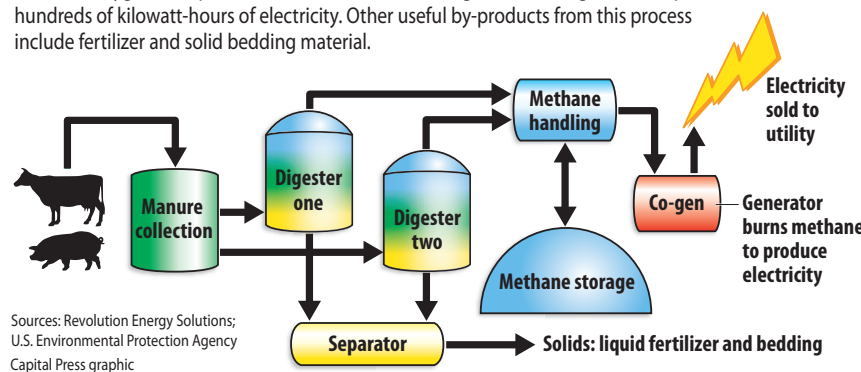 hundreds of kilowatt-hours of electricity. Other useful by-products from this process
include fertilizer and solid bedding material.
Methane
handling
Electricity
sold to
utility
Digester
one
Manure
collection
Digester
two
Co-gen
Generator
burns methane
to produce
electricity
Methane storage
Sources: Revolution Energy Solutions;
U.S. Environmental Protection Agency
Capital Press graphic
Separator
Solids: liquid fertilizer and bedding